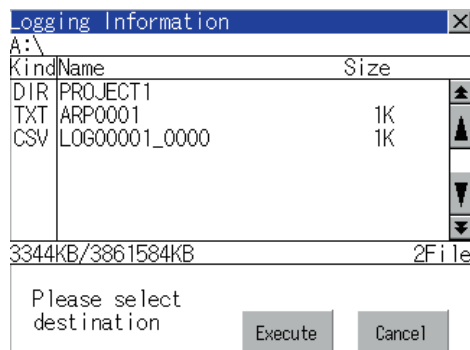 Logging Information
A:\
Kind Name Size
DIR PROJECT1
TXT ARP0001 1K
CSV LOG00001_0000 1K
3344KB/3861584KB 2File
Please select
destination
Execute Cancel